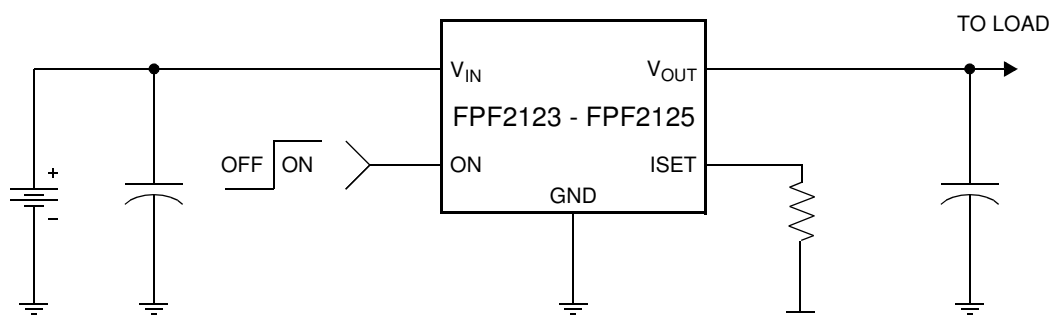 TO LOAD
VIN
VOUT
FPF2123 - FPF2125
OFF
ON
ON
ISET
GND
+
-